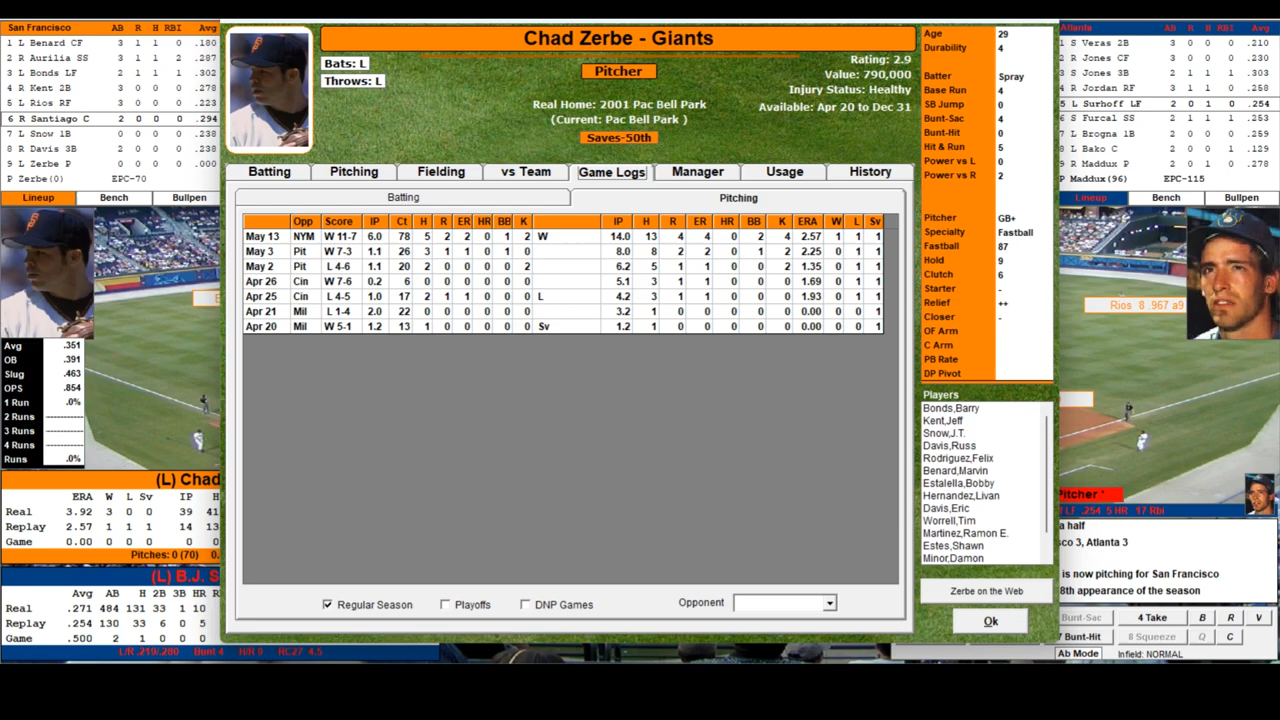 San Francisco AB R H RBI Avg
1 L Benard CF 3 1 1 0 .180
2 R Aurilia SS 3 1 1 2 .287
3 L Bonds LF 2 1 1 1 .302
4 R Kent 2B 3 0 0 0 .278
5 L Rios RF 3 0 0 0 .223
6 R Santiago C 2 0 0 0 .294
7 L Snow 1B 0 0 0 0 .238
8 R Davis 3B 2 0 0 0 .238
9 L Zerbe P 0 0 0 0 .000
P Zerbe(0) EPC-70
Lineup Bench Bullpen
Avg .351
OB .391
Slug .463
OPS .854
1 Run .0%
2 Runs
3 Runs
4 Runs
Runs .0%
(L) Chad
ERA W L Sv IP H
Real 3.92 3 0 0 39 41
Replay 2.57 1 1 1 14 13
Game 0.00 0 0 0 0
Pitches: 0 (70) 0.
(L) B.J. S
Avg AB H 2B 3B HR R
Real .271 484 131 33 1 10
Replay .254 130 33 6 0 5
Game .500 2 1 0 0 0
L/R .219/.280 Bunt 4 H/R 9 RC27 4.5
Chad Zerbe - Giants
Bats: L
Throws: L
Pitcher
Real Home: 2001 Pac Bell Park
(Current: Pac Bell Park )
Saves-50th
Rating: 2.9
Value: 790,000
Injury Status: Healthy
Available: Apr 20 to Dec 31
Batting Pitching Fielding vs Team Game Logs Manager Usage History
Batting Pitching
Opp Score IP Ct H R ER HR BB K IP H R ER HR BB K ERA W L Sv
May 13 NYM W 11-7 6.0 78 5 2 2 0 1 2 W 14.0 13 4 4 0 2 4 2.57 1 1 1
May 3 Pit W 7-3 1.1 26 3 1 1 0 1 0 8.0 8 2 2 0 1 2 2.25 0 1 1
May 2 Pit L 4-6 1.1 20 2 0 0 0 0 2 6.2 5 1 1 0 0 2 1.35 0 1 1
Apr 26 Cin W 7-6 0.2 6 0 0 0 0 0 0 5.1 3 1 1 0 0 0 1.69 0 1 1
Apr 25 Cin L 4-5 1.0 17 2 1 1 0 0 0 L 4.2 3 1 1 0 0 0 1.93 0 1 1
Apr 21 Mil L 1-4 2.0 22 0 0 0 0 0 0 3.2 1 0 0 0 0 0 0.00 0 0 1
Apr 20 Mil W 5-1 1.2 13 1 0 0 0 0 0 Sv 1.2 1 0 0 0 0 0 0.00 0 0 1
Regular Season Playoffs DNP Games Opponent
Age 29
Durability 4
Batter Spray
Base Run 4
SB Jump 0
Bunt-Sac 4
Bunt-Hit 0
Hit & Run 5
Power vs L 0
Power vs R 2
Pitcher GB+
Specialty Fastball
Fastball 87
Hold 9
Clutch 6
Starter -
Relief ++
Closer -
OF Arm
C Arm
PB Rate
DP Pivot
Players
Bonds,Barry
Kent,Jeff
Snow,J.T.
Davis,Russ
Rodriguez,Felix
Benard,Marvin
Estalella,Bobby
Hernandez,Livan
Davis,Eric
Worrell,Tim
Martinez,Ramon E.
Estes,Shawn
Minor,Damon
Zerbe on the Web
Ok
Atlanta AB R H RBI Avg
1 S Veras 2B 3 0 0 0 .210
2 R Jones CF 3 0 0 0 .230
3 S Jones 3B 2 1 1 1 .303
4 R Jordan RF 3 0 0 0 .258
5 L Surhoff LF 2 0 1 0 .254
6 S Furcal SS 2 1 1 1 .253
7 L Brogna 1B 3 0 0 0 .253
8 L Bako C 2 0 0 1 .129
9 R Maddux P 2 1 1 0 .278
P Maddux(96) EPC-115
Lineup Bench Bullpen
Rios 8 .967 a9
Pitcher *
LF .254 5 HR 17 Rbi
a half
sco 3, Atlanta 3
is now pitching for San Francisco
8th appearance of the season
Bunt-Sac 4 Take B R V
7 Bunt-Hit 8 Squeeze Q C
Ab Mode Infield: NORMAL